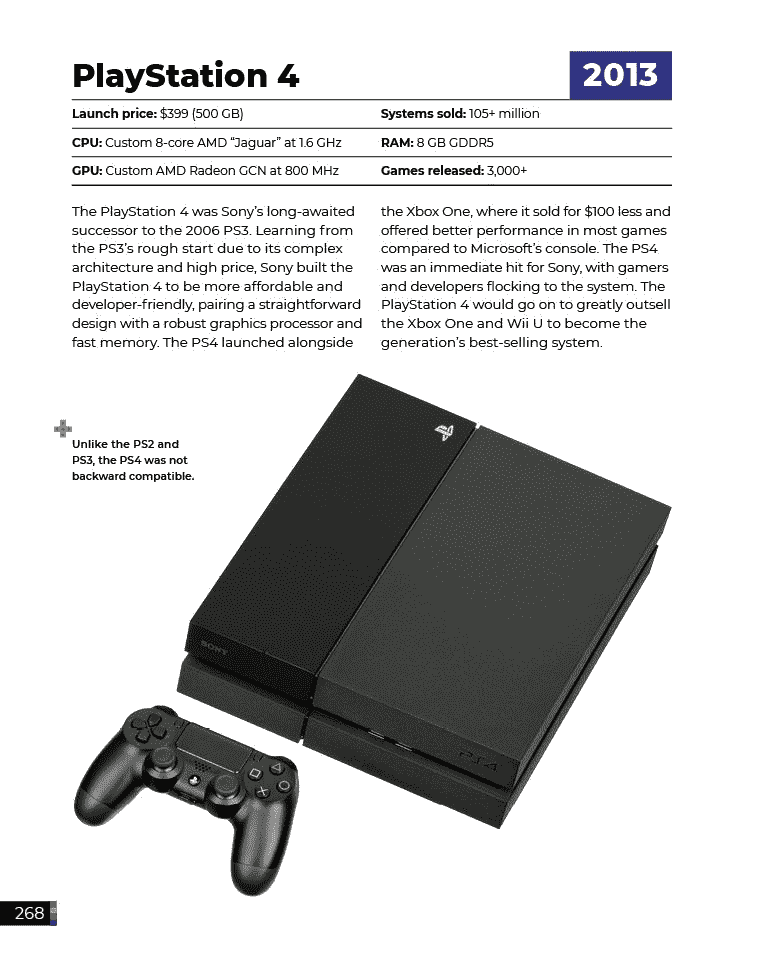 PlayStation 4
2013
Launch price: $399 (500 GB)
Systems sold: 105+ million
CPU: Custom 8-core AMD “Jaguar” at 1.6 GHz
RAM: 8 GB GDDR5
GPU: Custom AMD Radeon GCN at 800 MHz
Games released: 3,000+
The PlayStation 4 was Sony’s long-awaited
successor to the 2006 PS3. Learning from
the PS3’s rough start due to its complex
architecture and high price, Sony built the
PlayStation 4 to be more affordable and
developer-friendly, pairing a straightforward
design with a robust graphics processor and
fast memory. The PS4 launched alongside
the Xbox One, where it sold for $100 less and
offered better performance in most games
compared to Microsoft’s console. The PS4
was an immediate hit for Sony, with gamers
and developers flocking to the system. The
PlayStation 4 would go on to greatly outsell
the Xbox One and Wii U to become the
generation’s best-selling system.
Unlike the PS2 and
PS3, the PS4 was not
backward compatible.
SONY
PS4
268